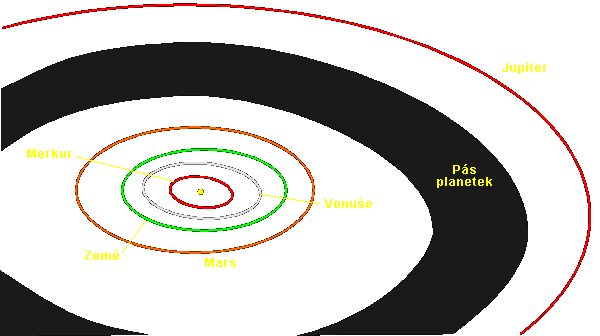 Jupiter
Merkur
Pás
planetek
Venuše
Země
Mars